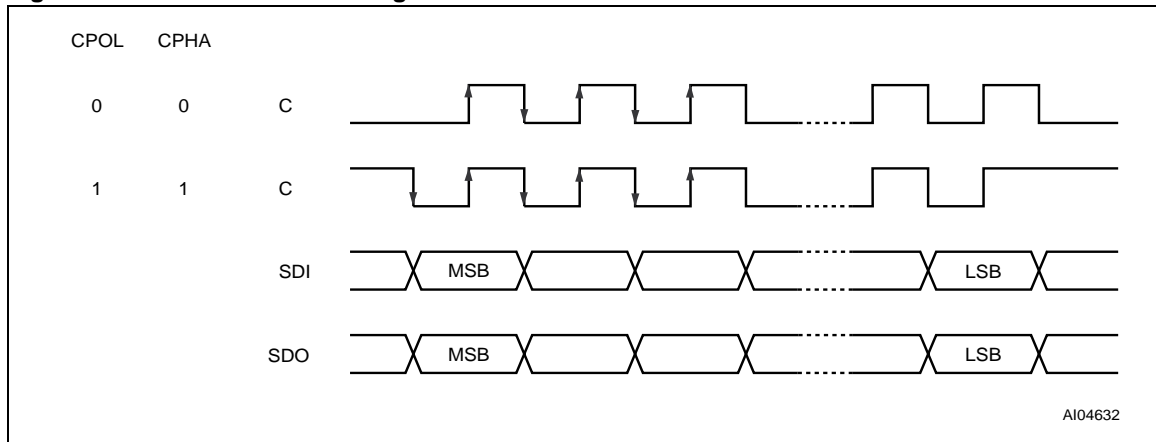 CPOL CPHA
0 0 C
1 1 C
SDI MSB LSB
SDO MSB LSB
AI04632